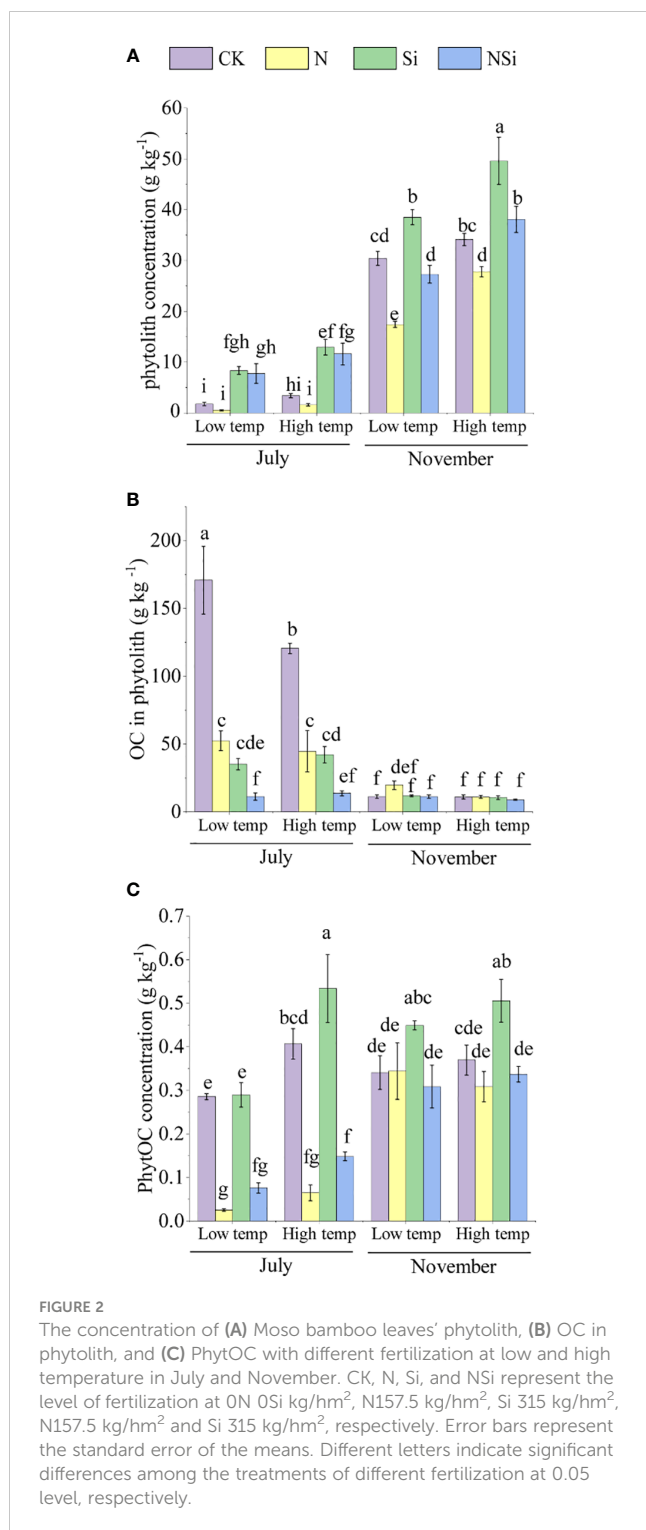 A CK N Si NSi
phytolith concentration (g kg⁻¹)
60
50
40
30
20
10
0
i i fgh gh hi i ef fg cd e b d bc d a b
Low temp High temp Low temp High temp
July November
B
OC in phytolith (g kg⁻¹)
200
150
100
50
0
a c cde f b c cd ef f def f f f f f f
Low temp High temp Low temp High temp
July November
C
PhytOC concentration (g kg⁻¹)
0.7
0.6
0.5
0.4
0.3
0.2
0.1
0.0
e g e fg bcd fg a f de de abc de cde de ab de
Low temp High temp Low temp High temp
July November
FIGURE 2
The concentration of (A) Moso bamboo leaves’ phytolith, (B) OC in
phytolith, and (C) PhytOC with different fertilization at low and high
temperature in July and November. CK, N, Si, and NSi represent the
level of fertilization at 0N 0Si kg/hm², N157.5 kg/hm², Si 315 kg/hm²,
N157.5 kg/hm² and Si 315 kg/hm², respectively. Error bars represent
the standard error of the means. Different letters indicate significant
differences among the treatments of different fertilization at 0.05
level, respectively.